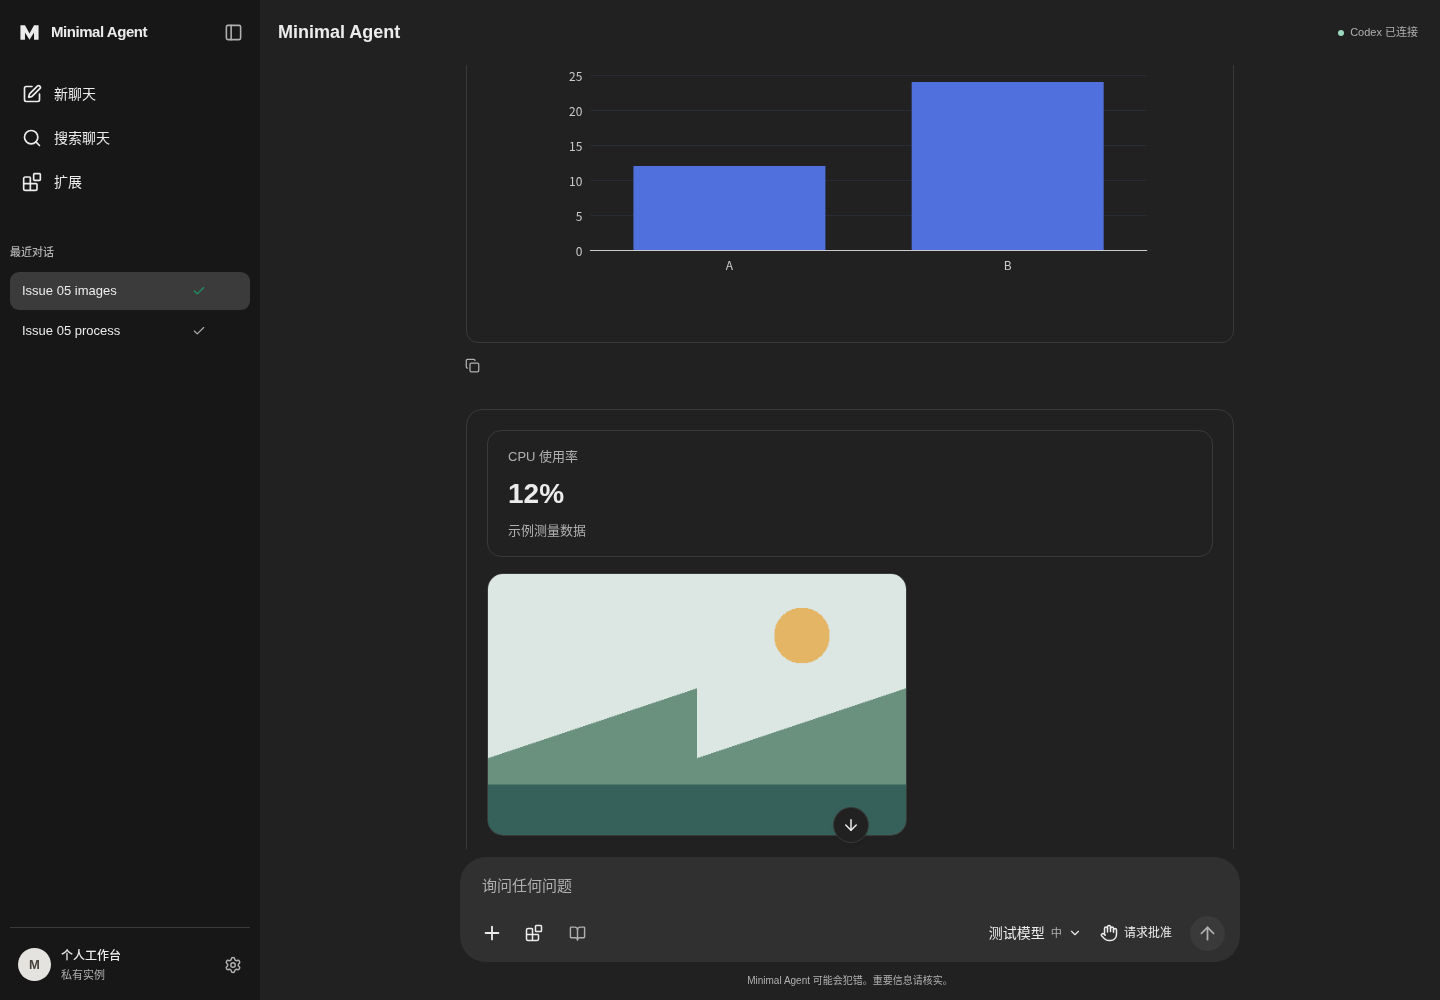 Minimal Agent
新聊天
搜索聊天
扩展
最近对话
Issue 05 images
Issue 05 process
M
个人工作台
私有实例
Minimal Agent
Codex 已连接
25
20
15
10
5
0
A
B
CPU 使用率
12%
示例测量数据
询问任何问题
测试模型 中
请求批准
Minimal Agent 可能会犯错。重要信息请核实。